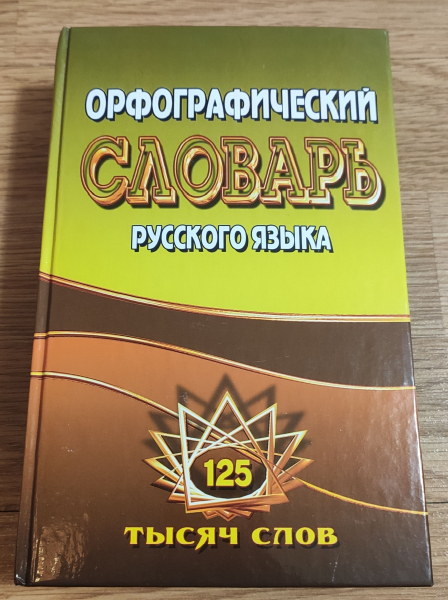 ОРФОГРАФИЧЕСКИЙ
СЛОВАРЬ
РУССКОГО ЯЗЫКА
125
ТЫСЯЧ СЛОВ